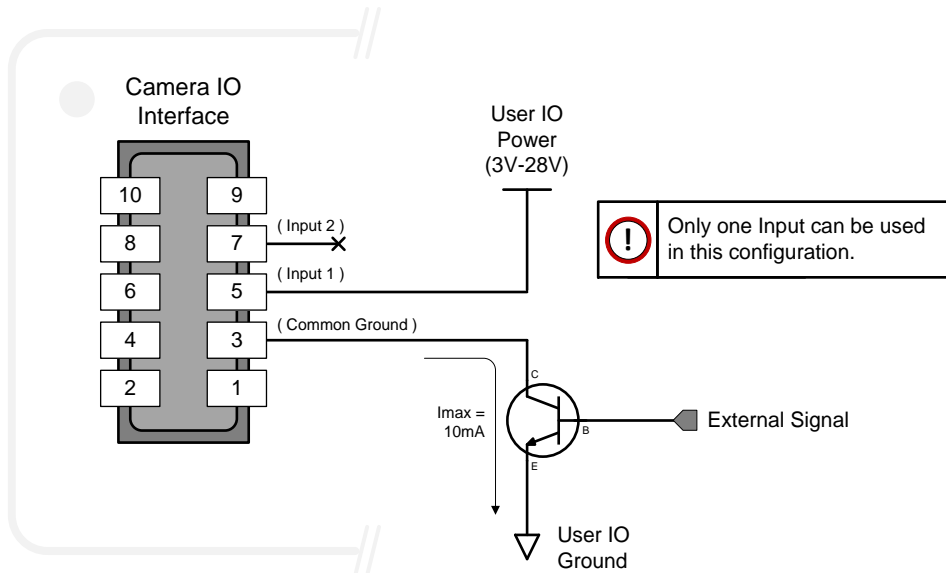 Camera IO
Interface
10
9
8
7
6
5
4
3
2
1
( Input 2 )
( Input 1 )
( Common Ground )
User IO
Power
(3V-28V)
!
Only one Input can be used
in this configuration.
Imax =
10mA
C
B
E
External Signal
User IO
Ground